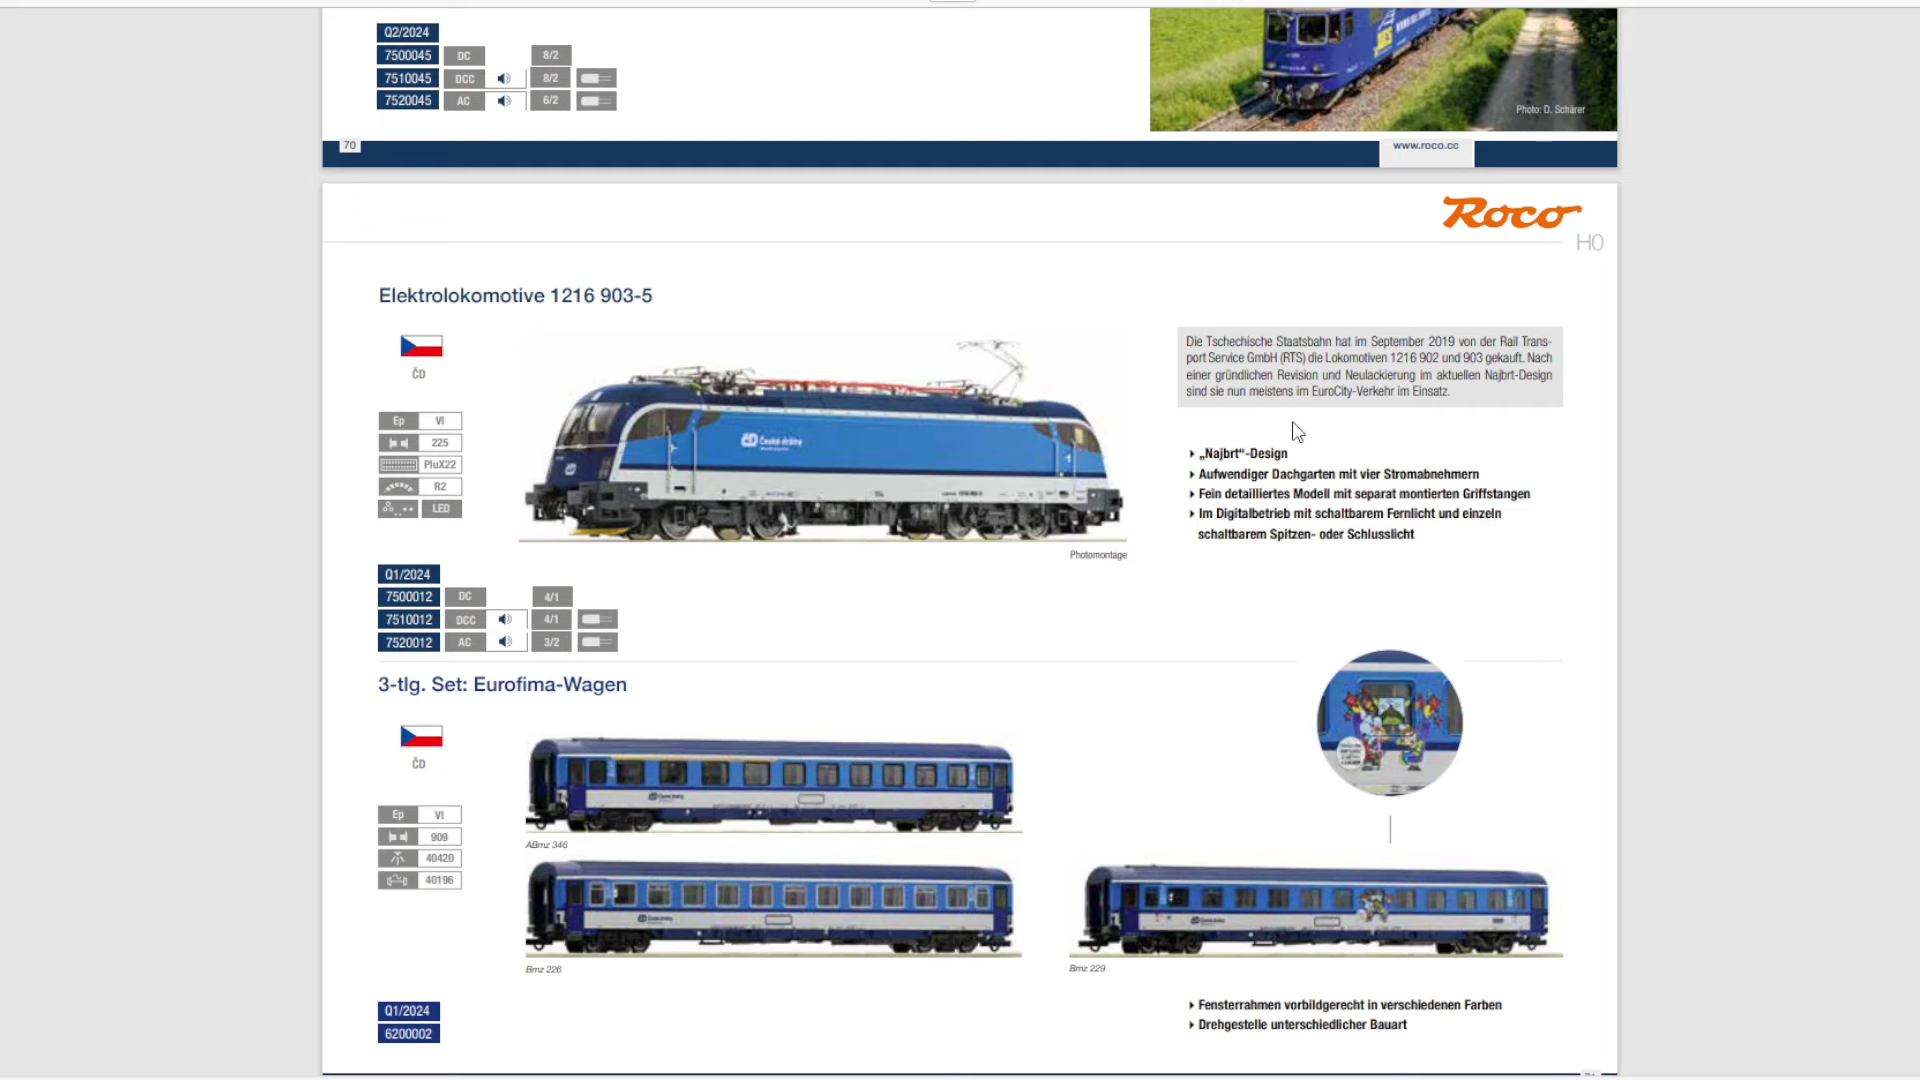 Q2/2024
7500045 DC 8/2
7510045 DCC 8/2
7520045 AC 6/2
Photo: D. Schärer
70
www.roco.cc
Roco
H0
Elektrolokomotive 1216 903-5
ČD
Ep VI
225
PluX22
R2
LED
České dráhy
Photomontage
Die Tschechische Staatsbahn hat im September 2019 von der Rail Trans-
port Service GmbH (RTS) die Lokomotiven 1216 902 und 903 gekauft. Nach
einer gründlichen Revision und Neulackierung im aktuellen Najbrt-Design
sind sie nun meistens im EuroCity-Verkehr im Einsatz.
„Najbrt“-Design
Aufwendiger Dachgarten mit vier Stromabnehmern
Fein detailliertes Modell mit separat montierten Griffstangen
Im Digitalbetrieb mit schaltbarem Fernlicht und einzeln
schaltbarem Spitzen- oder Schlusslicht
Q1/2024
7500012 DC 4/1
7510012 DCC 4/1
7520012 AC 3/2
3-tlg. Set: Eurofima-Wagen
ČD
Ep VI
909
40420
40196
ABmz 346
Bmz 226
Bmz 229
Q1/2024
6200002
Fensterrahmen vorbildgerecht in verschiedenen Farben
Drehgestelle unterschiedlicher Bauart